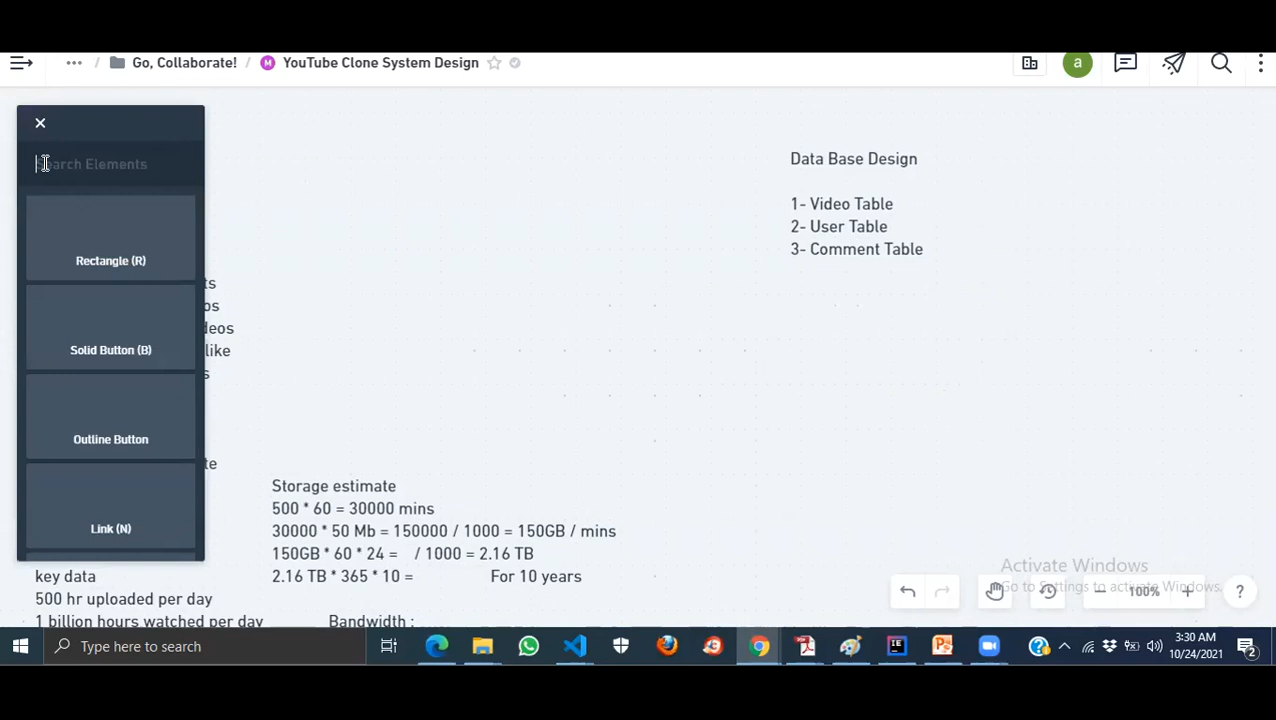 ... / Go, Collaborate! / M YouTube Clone System Design
a
Search Elements
Rectangle (R)
Solid Button (B)
Outline Button
Link (N)
Data Base Design
1- Video Table
2- User Table
3- Comment Table
ts
os
deos
like
s
te
Storage estimate
500 * 60 = 30000 mins
30000 * 50 Mb = 150000 / 1000 = 150GB / mins
150GB * 60 * 24 = / 1000 = 2.16 TB
2.16 TB * 365 * 10 = For 10 years
key data
500 hr uploaded per day
1 billion hours watched per day
Bandwidth :
Activate Windows
Go to Settings to activate Windows.
100%
?
Type here to search
3:30 AM
10/24/2021
2